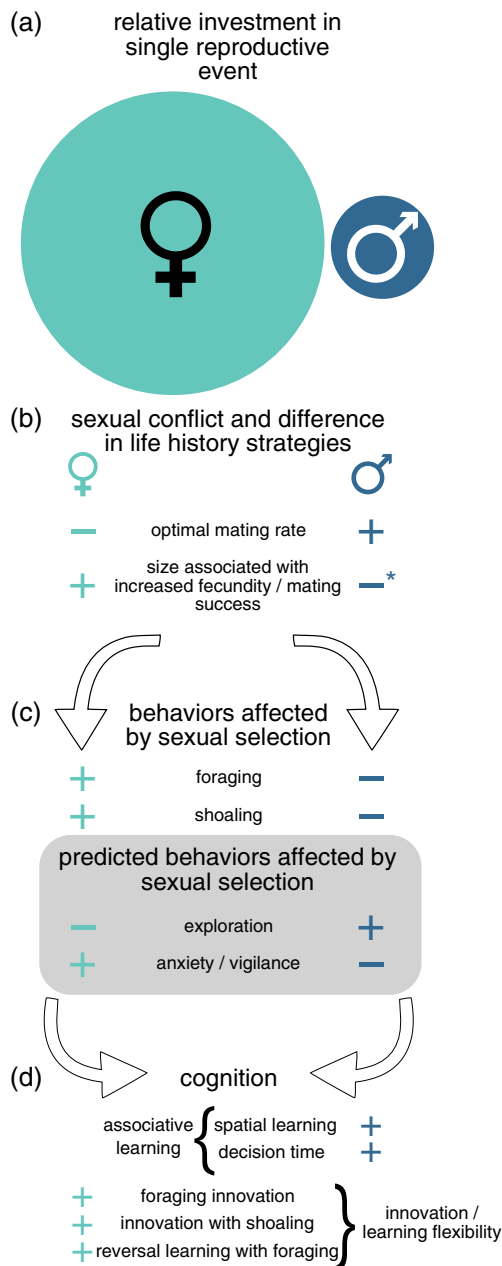 (a)
relative investment in
single reproductive
event
♀
♂
(b)
sexual conflict and difference
in life history strategies
♀ ♂
− optimal mating rate +
size associated with
+ increased fecundity / mating −*
success
(c)
behaviors affected
by sexual selection
+ foraging −
+ shoaling −
predicted behaviors affected by
sexual selection
− exploration +
+ anxiety / vigilance −
(d)
cognition
associative
learning
{
spatial learning +
decision time +
+ foraging innovation
+ innovation with shoaling
+ reversal learning with foraging
}
innovation /
learning flexibility